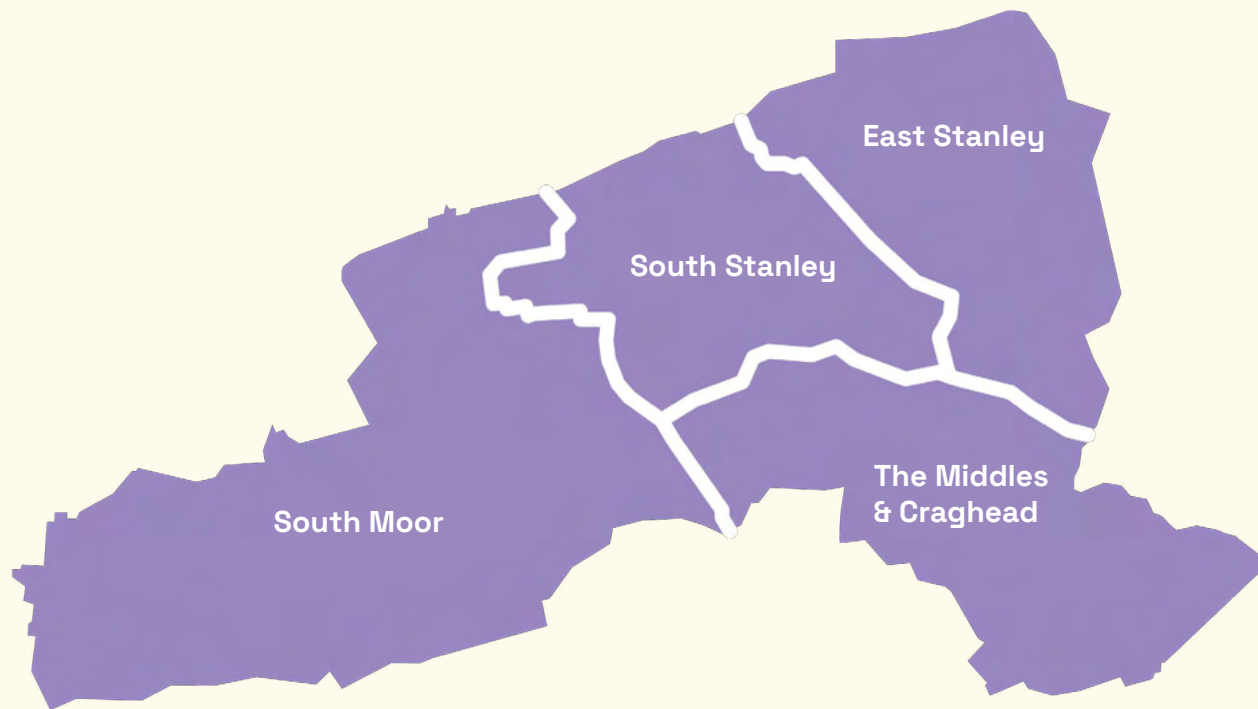 East Stanley
South Stanley
The Middles
& Craghead
South Moor